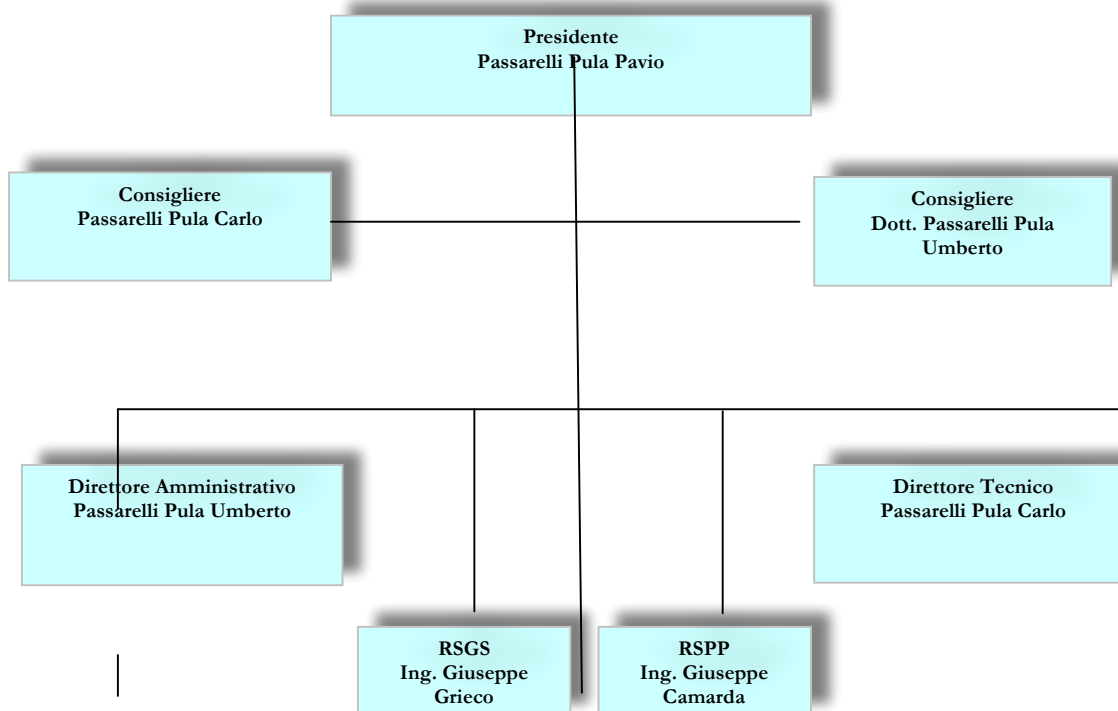 Presidente
Passarelli Pula Pavio
Consigliere
Passarelli Pula Carlo
Consigliere
Dott. Passarelli Pula
Umberto
Direttore Amministrativo
Passarelli Pula Umberto
Direttore Tecnico
Passarelli Pula Carlo
RSGS
Ing. Giuseppe
Grieco
RSPP
Ing. Giuseppe
Camarda